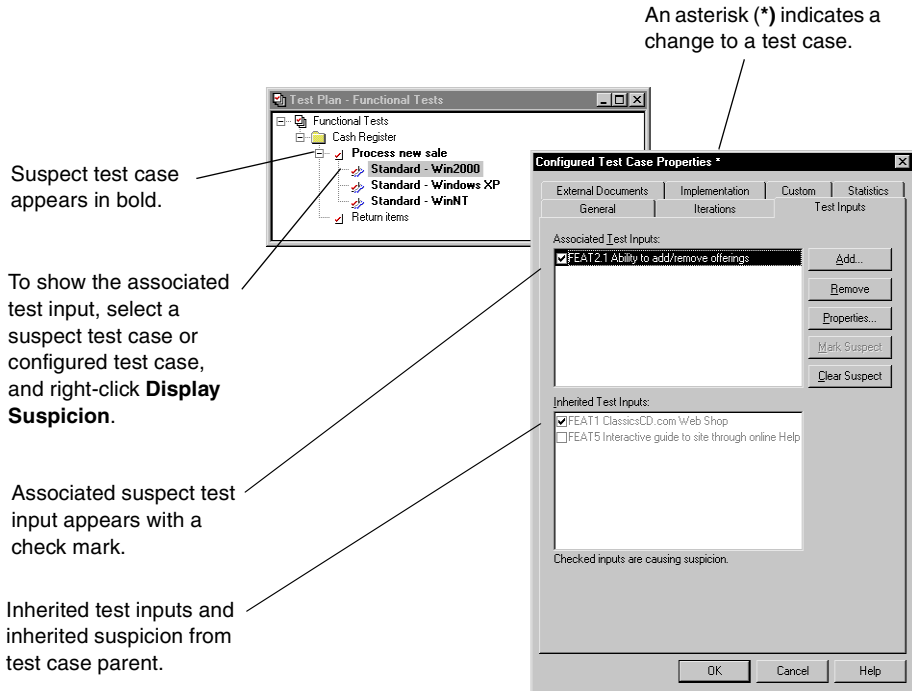 An asterisk (*) indicates a
change to a test case.
Test Plan - Functional Tests
Functional Tests
Cash Register
Process new sale
Standard - Win2000
Standard - Windows XP
Standard - WinNT
Return items
Suspect test case
appears in bold.
To show the associated
test input, select a
suspect test case or
configured test case,
and right-click Display
Suspicion.
Associated suspect test
input appears with a
check mark.
Inherited test inputs and
inherited suspicion from
test case parent.
Configured Test Case Properties *
External Documents Implementation Custom Statistics
General Iterations Test Inputs
Associated Test Inputs:
FEAT2.1 Ability to add/remove offerings
Add...
Remove
Properties...
Mark Suspect
Clear Suspect
Inherited Test Inputs:
FEAT1 ClassicsCD.com Web Shop
FEAT5 Interactive guide to site through online Help
Checked inputs are causing suspicion.
OK Cancel Help